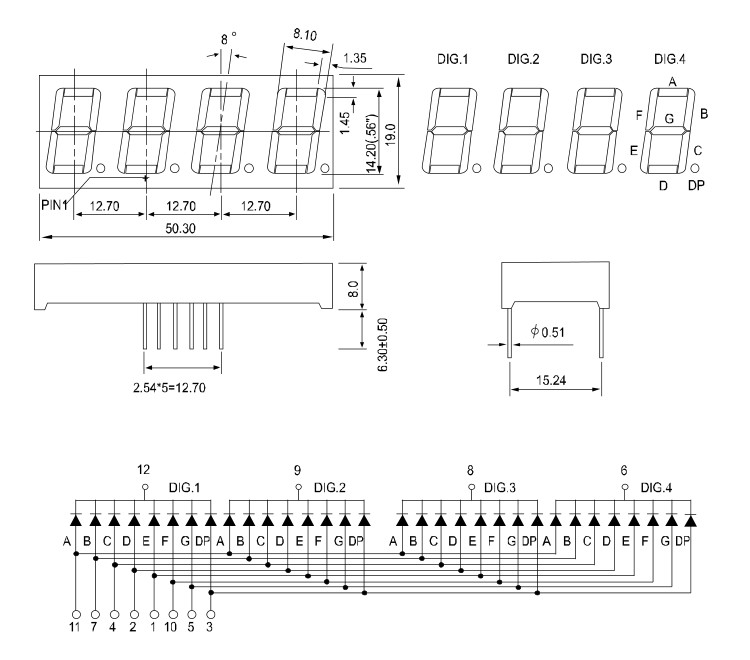 8°
8.10
1.35
DIG.1 DIG.2 DIG.3 DIG.4
A
F G B
E C
D DP
1.45
14.20(.56")
19.0
PIN1
12.70 12.70 12.70
50.30
8.0
6.30±0.50
2.54*5=12.70
ϕ0.51
15.24
12 9 8 6
DIG.1 DIG.2 DIG.3 DIG.4
A B C D E F G DP A B C D E F G DP A B C D E F G DP A B C D E F G DP
11 7 4 2 1 10 5 3